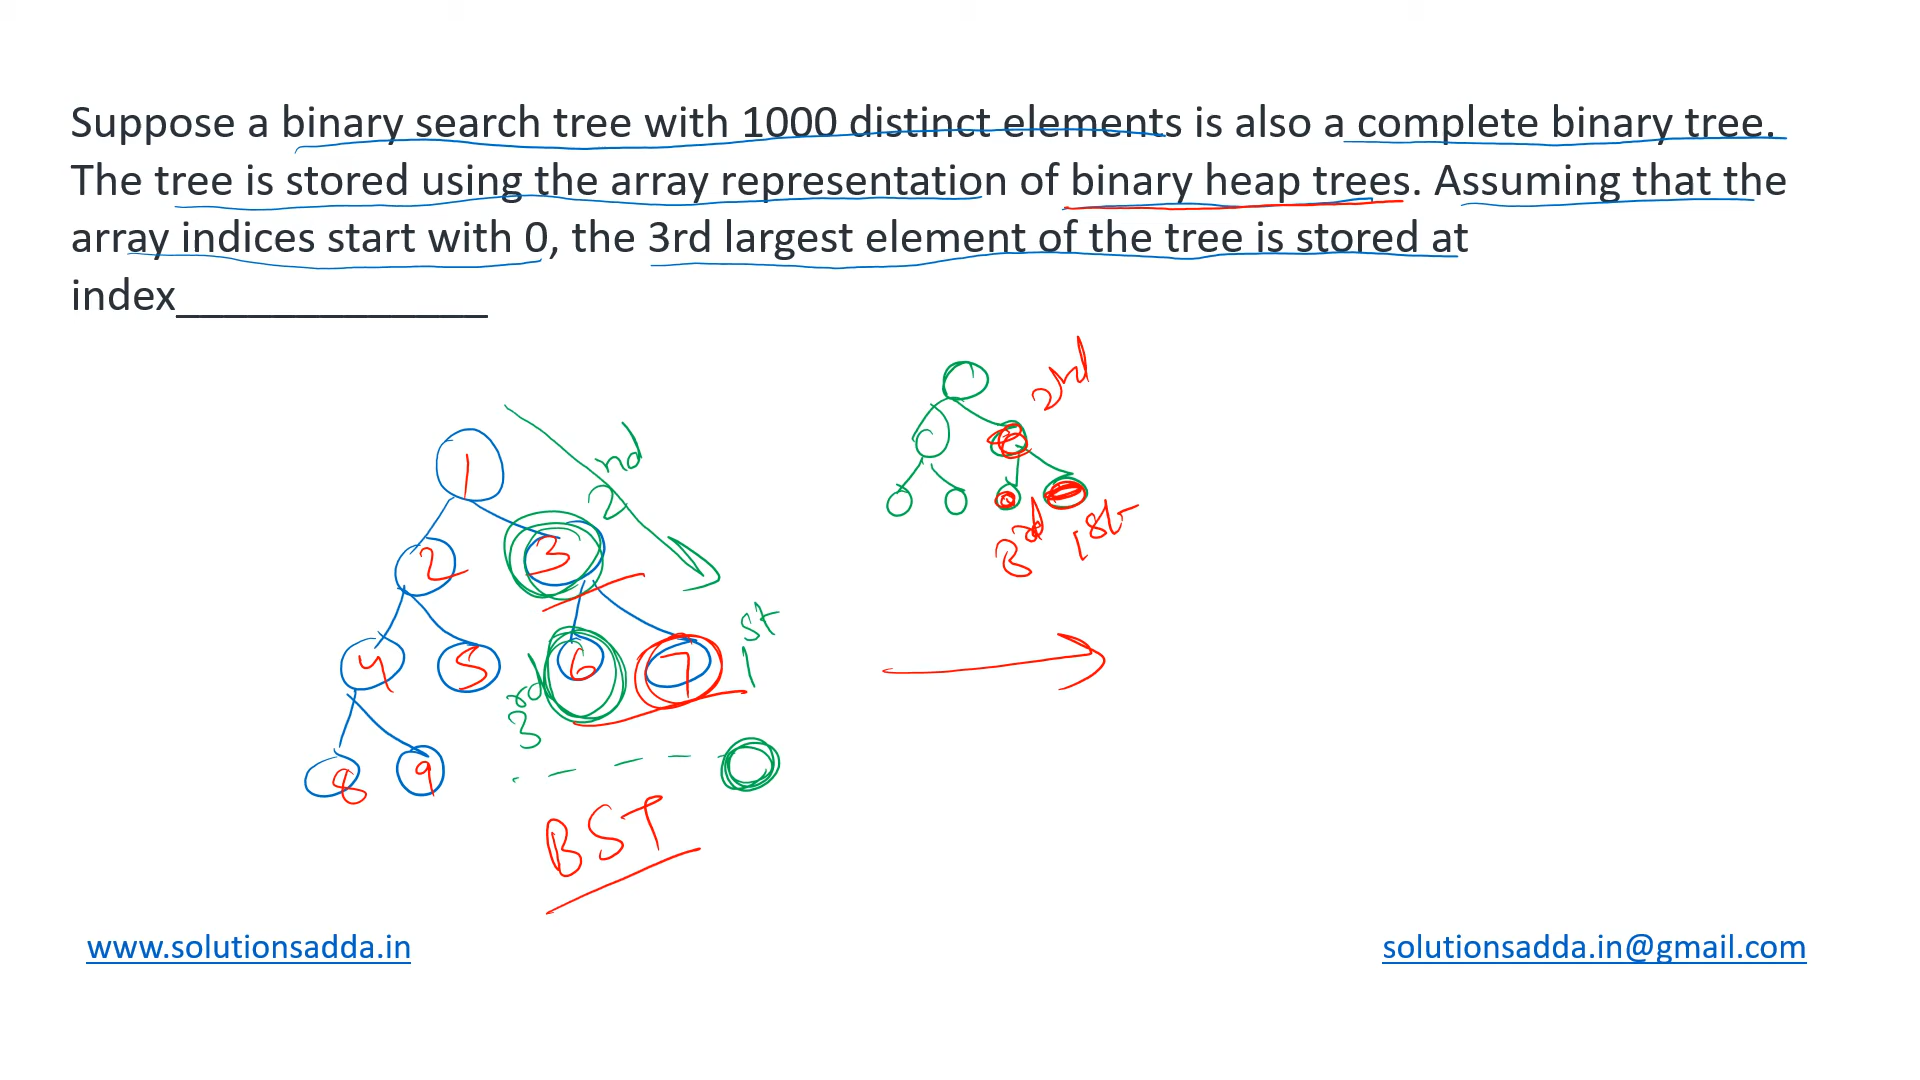 Suppose a binary search tree with 1000 distinct elements is also a complete binary tree.
The tree is stored using the array representation of binary heap trees. Assuming that the
array indices start with 0, the 3rd largest element of the tree is stored at
index_____________
2rd
2nd
1
3rd
1st
2
3
1st
4
5
6
7
3rd
8
9
BST
www.solutionsadda.in
solutionsadda.in@gmail.com